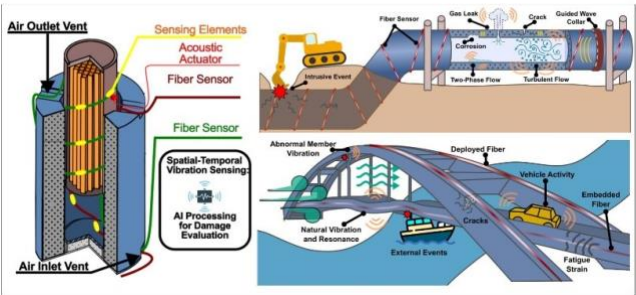 Air Outlet Vent
Sensing Elements
Acoustic
Actuator
Fiber Sensor
Fiber Sensor
Spatial-Temporal
Vibration Sensing:
AI Processing
for Damage
Evaluation
Air Inlet Vent
Fiber Sensor
Gas Leak
Crack
Guided Wave
Collar
Corrosion
Intrusive Event
Two-Phase Flow
Turbulent Flow
Abnormal Member
Vibration
Deployed Fiber
Vehicle Activity
Embedded
Fiber
Cracks
Natural Vibration
and Resonance
External Events
Fatigue
Strain